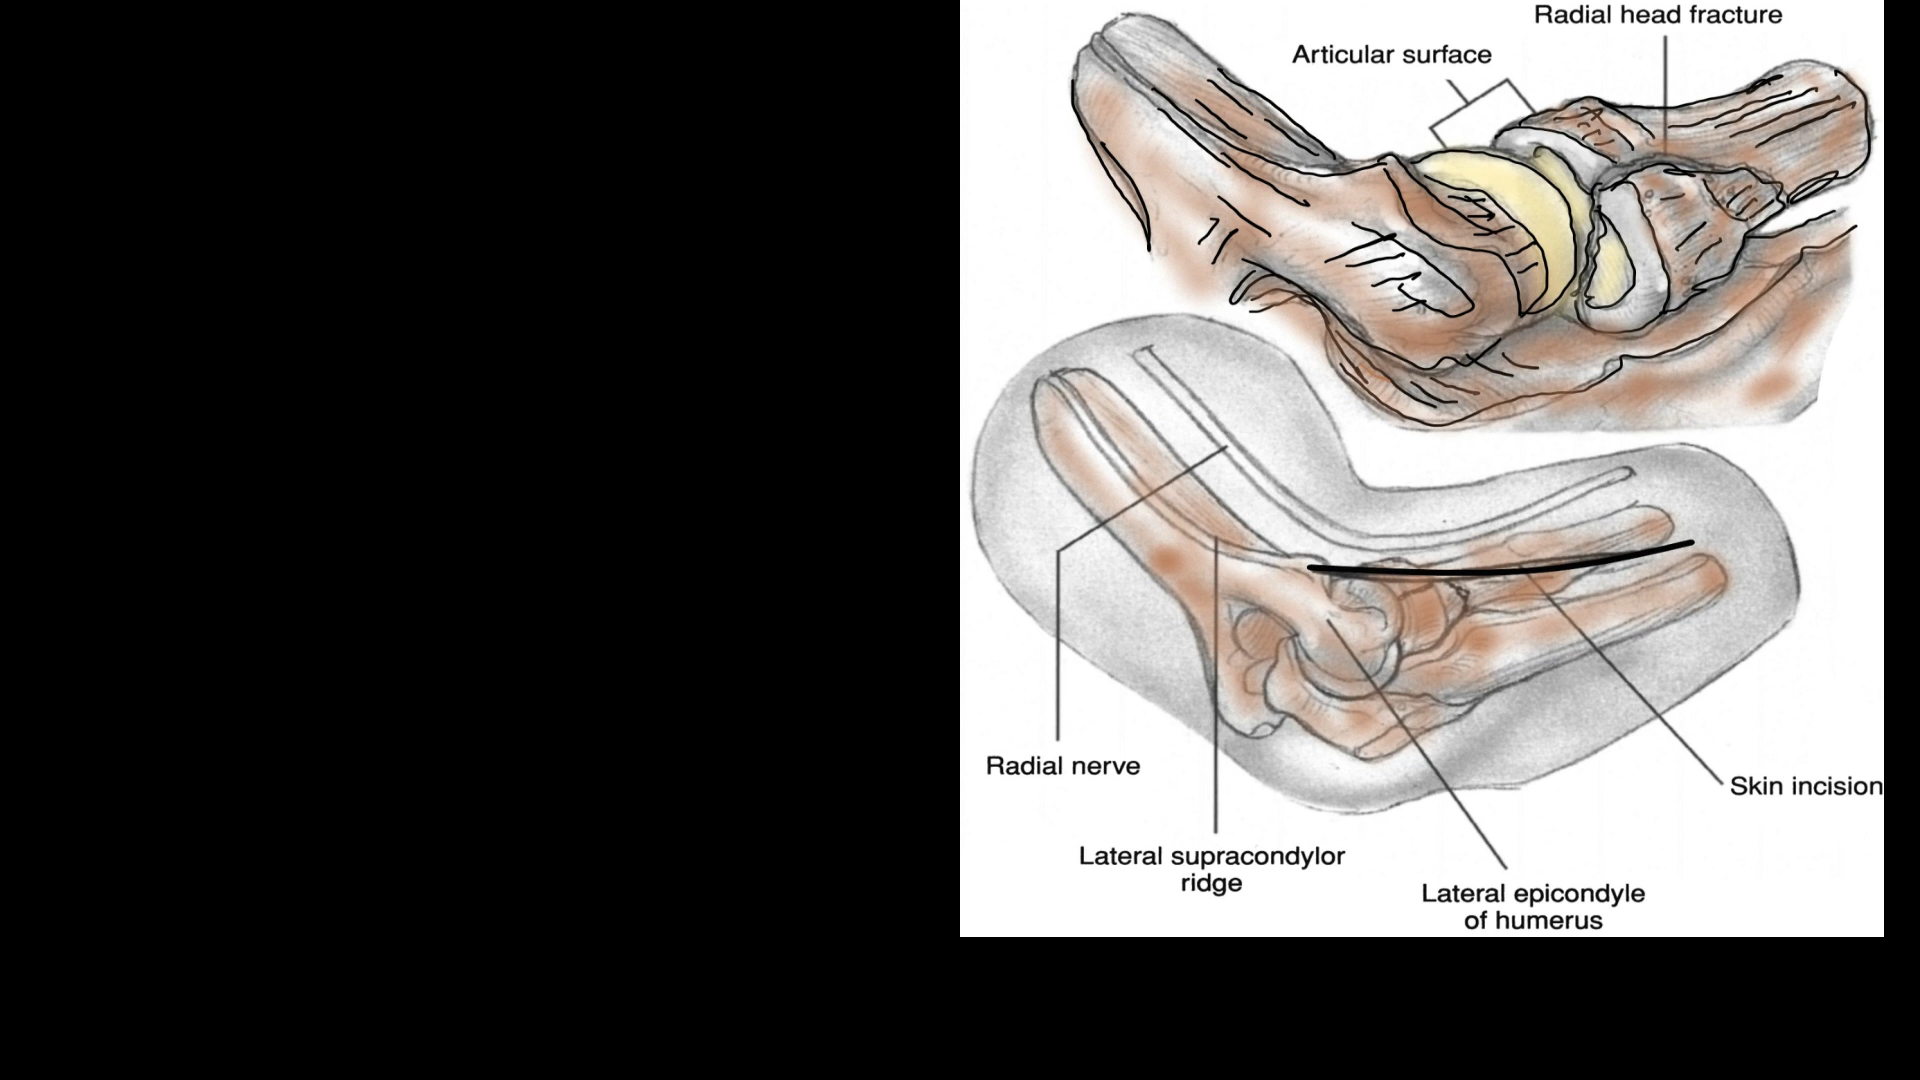 Radial head fracture
Articular surface
Radial nerve
Skin incision
Lateral supracondylor
ridge
Lateral epicondyle
of humerus